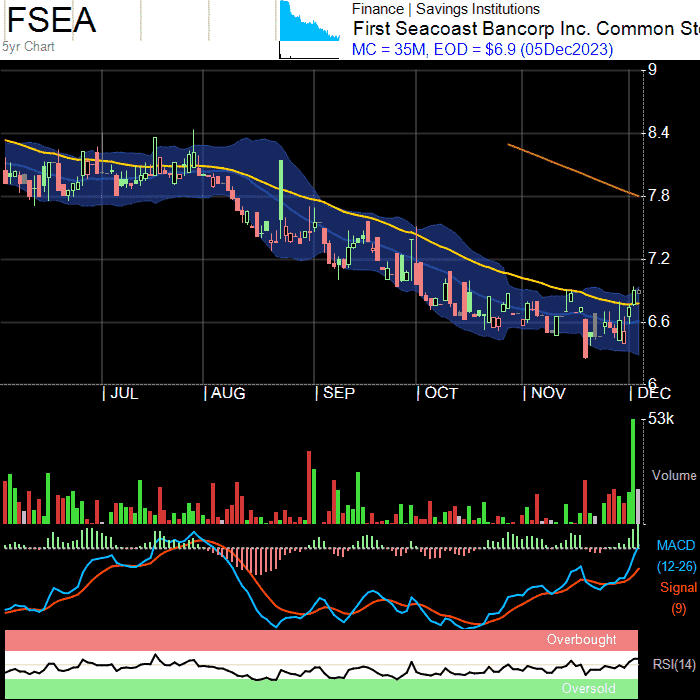 FSEA
5yr Chart
Finance | Savings Institutions
First Seacoast Bancorp Inc. Common Sto
MC = 35M, EOD = $6.9 (05Dec2023)
9
8.4
7.8
7.2
6.6
6
| JUL | AUG | SEP | OCT | NOV | DEC
53k
Volume
MACD
(12-26)
Signal
(9)
Overbought
RSI(14)
Oversold